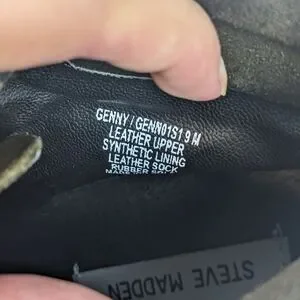 GENNY/GENN01S1 9 M
LEATHER UPPER
SYNTHETIC LINING
LEATHER SOCK
RUBBER SOLE
STEVE MADDEN